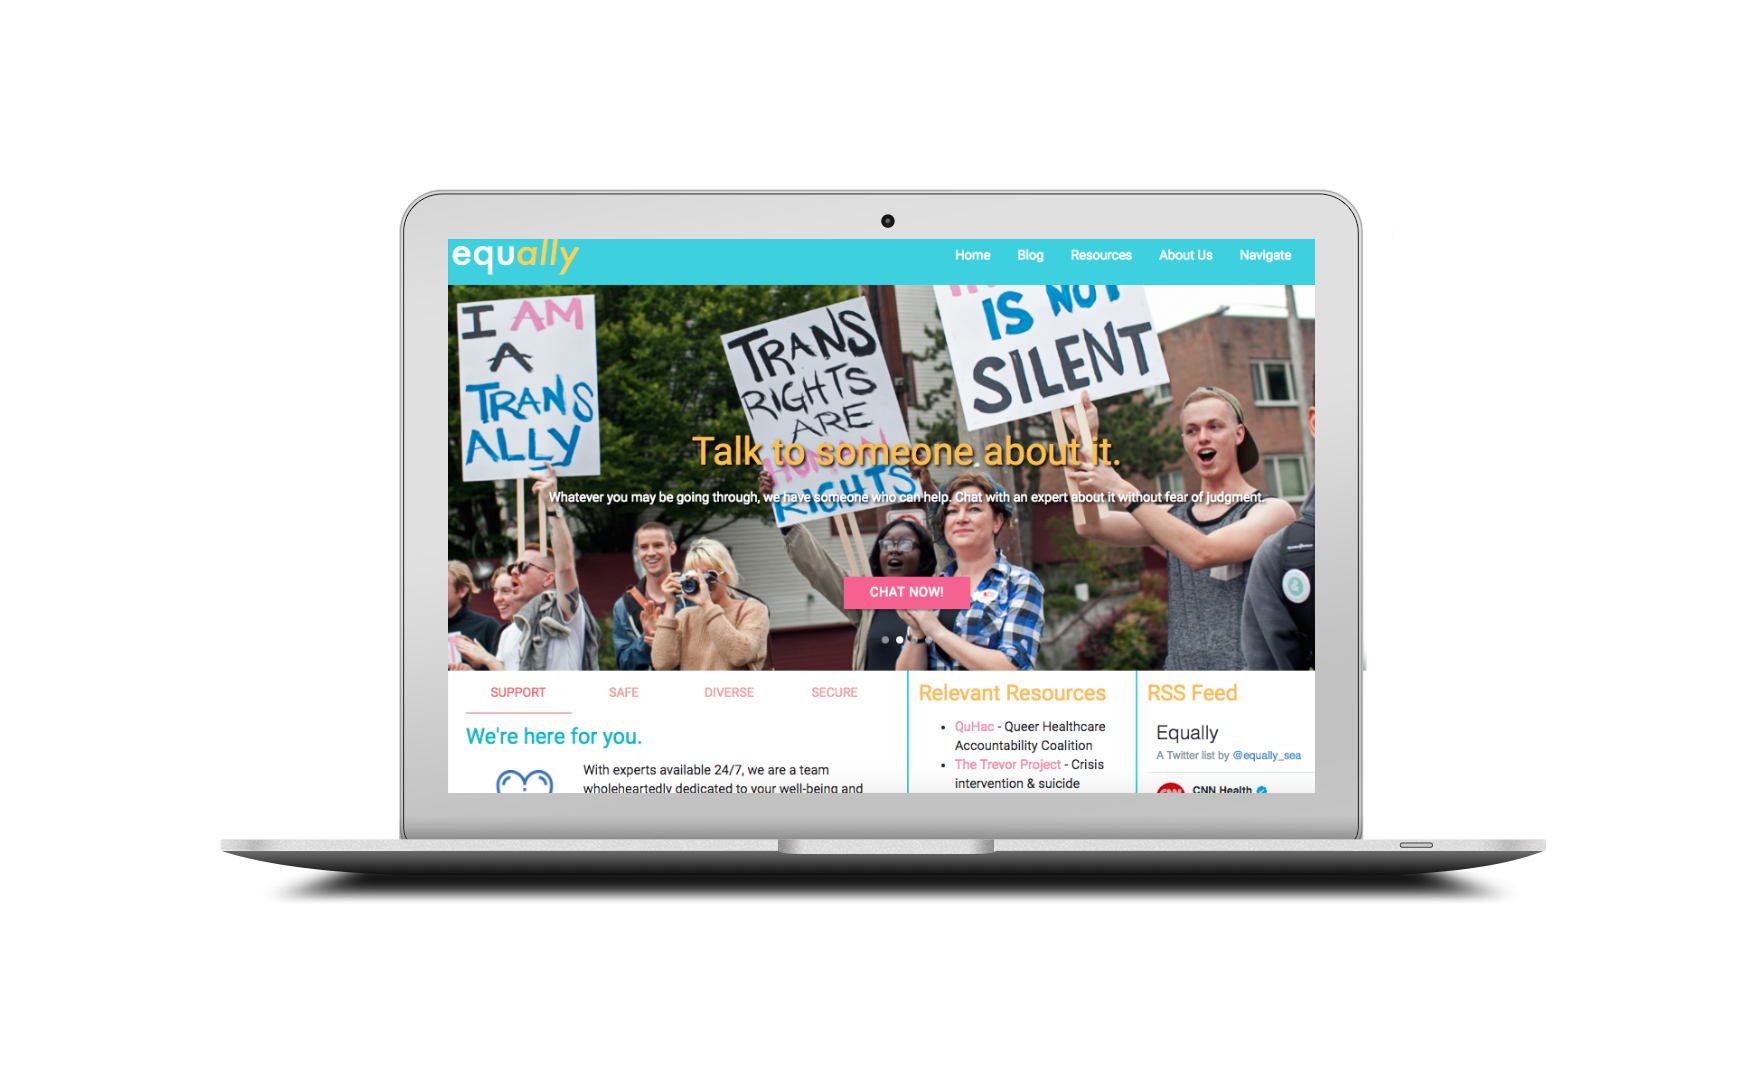 equally
Home Blog Resources About Us Navigate
I AM
A
TRANS
ALLY
TRANS
RIGHTS
ARE
HUMAN
RIGHTS
IS NOT
SILENT
Talk to someone about it.
Whatever you may be going through, we have someone who can help. Chat with an expert about it without fear of judgment.
CHAT NOW!
SUPPORT SAFE DIVERSE SECURE
We're here for you.
With experts available 24/7, we are a team
wholeheartedly dedicated to your well-being and
Relevant Resources
• QuHac - Queer Healthcare
Accountability Coalition
• The Trevor Project - Crisis
intervention & suicide
RSS Feed
Equally
A Twitter list by @equally_sea
CNN Health